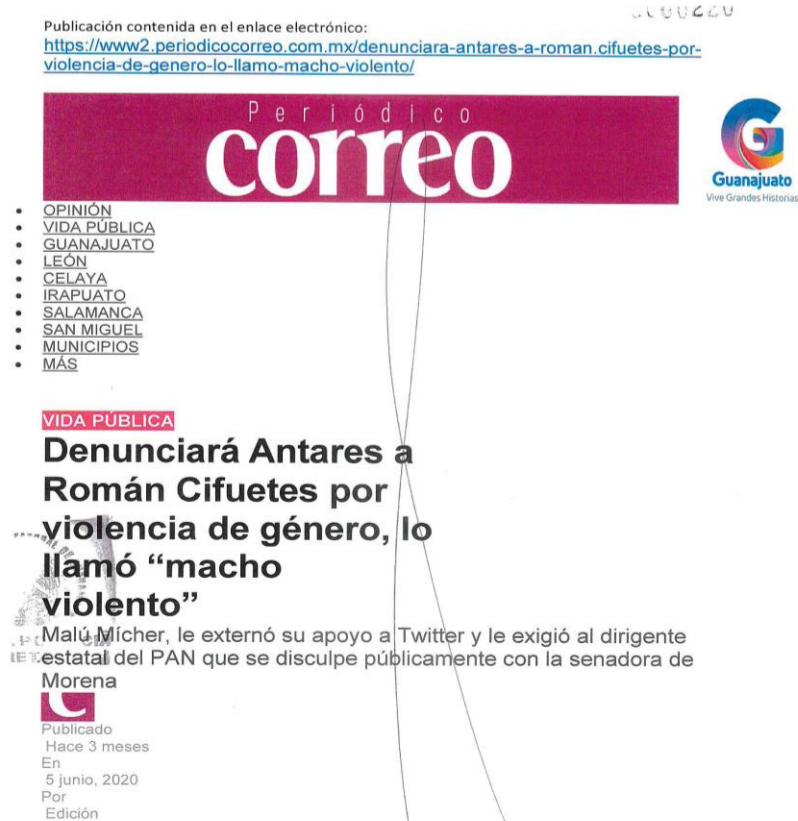 Publicación contenida en el enlace electrónico:
https://www2.periodicocorreo.com.mx/denunciara-antares-a-roman.cifuetes-por-
violencia-de-genero-lo-llamo-macho-violento/
Periódico
correo
Guanajuato
Vive Grandes Historias
• OPINIÓN
• VIDA PÚBLICA
• GUANAJUATO
• LEÓN
• CELAYA
• IRAPUATO
• SALAMANCA
• SAN MIGUEL
• MUNICIPIOS
• MÁS
VIDA PÚBLICA
Denunciará Antares a
Román Cifuetes por
violencia de género, lo
llamó “macho
violento”
Malú Mícher, le externó su apoyo a Twitter y le exigió al dirigente
estatal del PAN que se disculpe públicamente con la senadora de
Morena
Publicado
Hace 3 meses
En
5 junio, 2020
Por
Edición